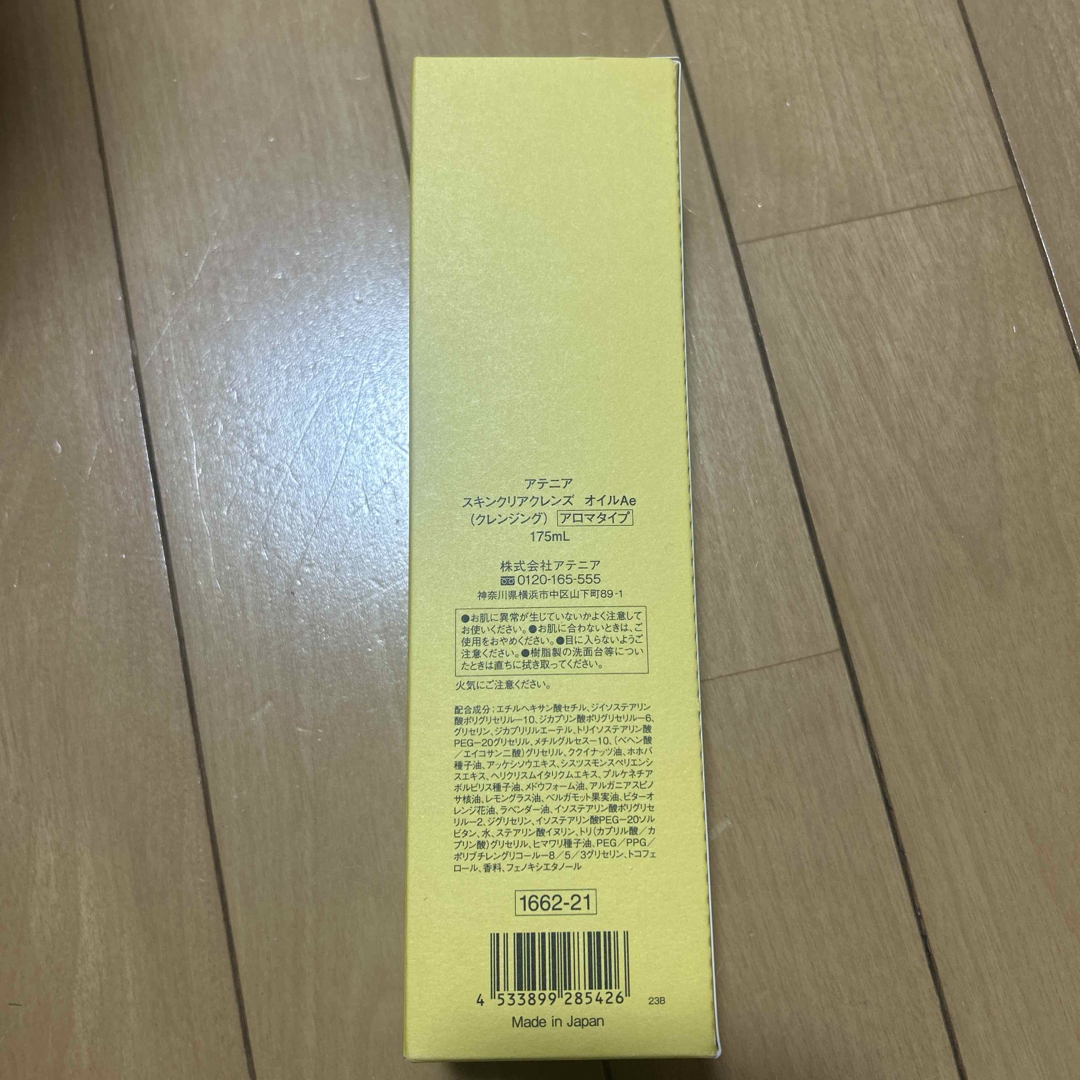 アテニア
スキンクリアクレンズ オイルAe
(クレンジング) アロマタイプ
175mL
株式会社アテニア
0120-165-555
神奈川県横浜市中区山下町89-1
●お肌に異常が生じていないかよく注意して
お使いください。●お肌に合わないときは、ご
使用をおやめください。●目に入らないようご
注意ください。●樹脂製の洗面台等についい
たときは直ちに拭き取ってください。
火気にご注意ください。
配合成分:エチルヘキサン酸セチル、ジイソステアリン
酸ポリグリセリル-10、ジカプリン酸ポリグリセリル-6、
グリセリン、ジカプリリルエーテル、トリイソステアリン酸
PEG-20グリセリル、メチルグルセス-10、(ベヘン酸
/エイコサン二酸)グリセリル、ククイナッツ油、ホホバ
種子油、アッケシソウエキス、シスツスモンスペリエンシ
スエキス、ヘリクリスムイタリクムエキス、プルケネチア
ボルビリス種子油、メドウフォーム油、アルガニアスピノ
サ核油、レモングラス油、ベルガモット果実油、ビターオ
レンジ花油、ラベンダー油、イソステアリン酸ポリグリセ
リル-2、ジグリセリン、イソステアリン酸PEG-20ソル
ビタン、水、ステアリン酸イヌリン、トリ(カプリル酸/カ
プリン酸)グリセリル、ヒマワリ種子油、PEG/PPG/
ポリブチレングリコール-8/5/3グリセリン、トコフェ
ロール、香料、フェノキシエタノール
1662-21
4 533899 285426
23B
Made in Japan